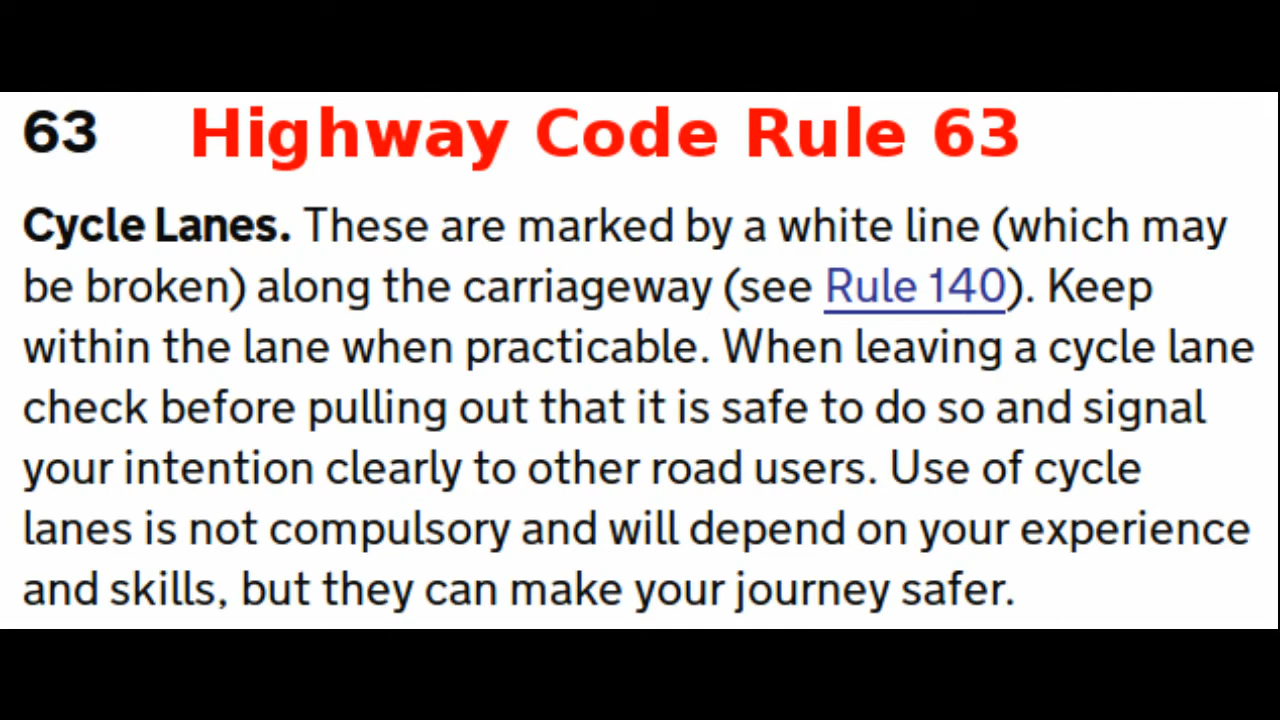 63 Highway Code Rule 63
Cycle Lanes. These are marked by a white line (which may
be broken) along the carriageway (see Rule 140). Keep
within the lane when practicable. When leaving a cycle lane
check before pulling out that it is safe to do so and signal
your intention clearly to other road users. Use of cycle
lanes is not compulsory and will depend on your experience
and skills, but they can make your journey safer.